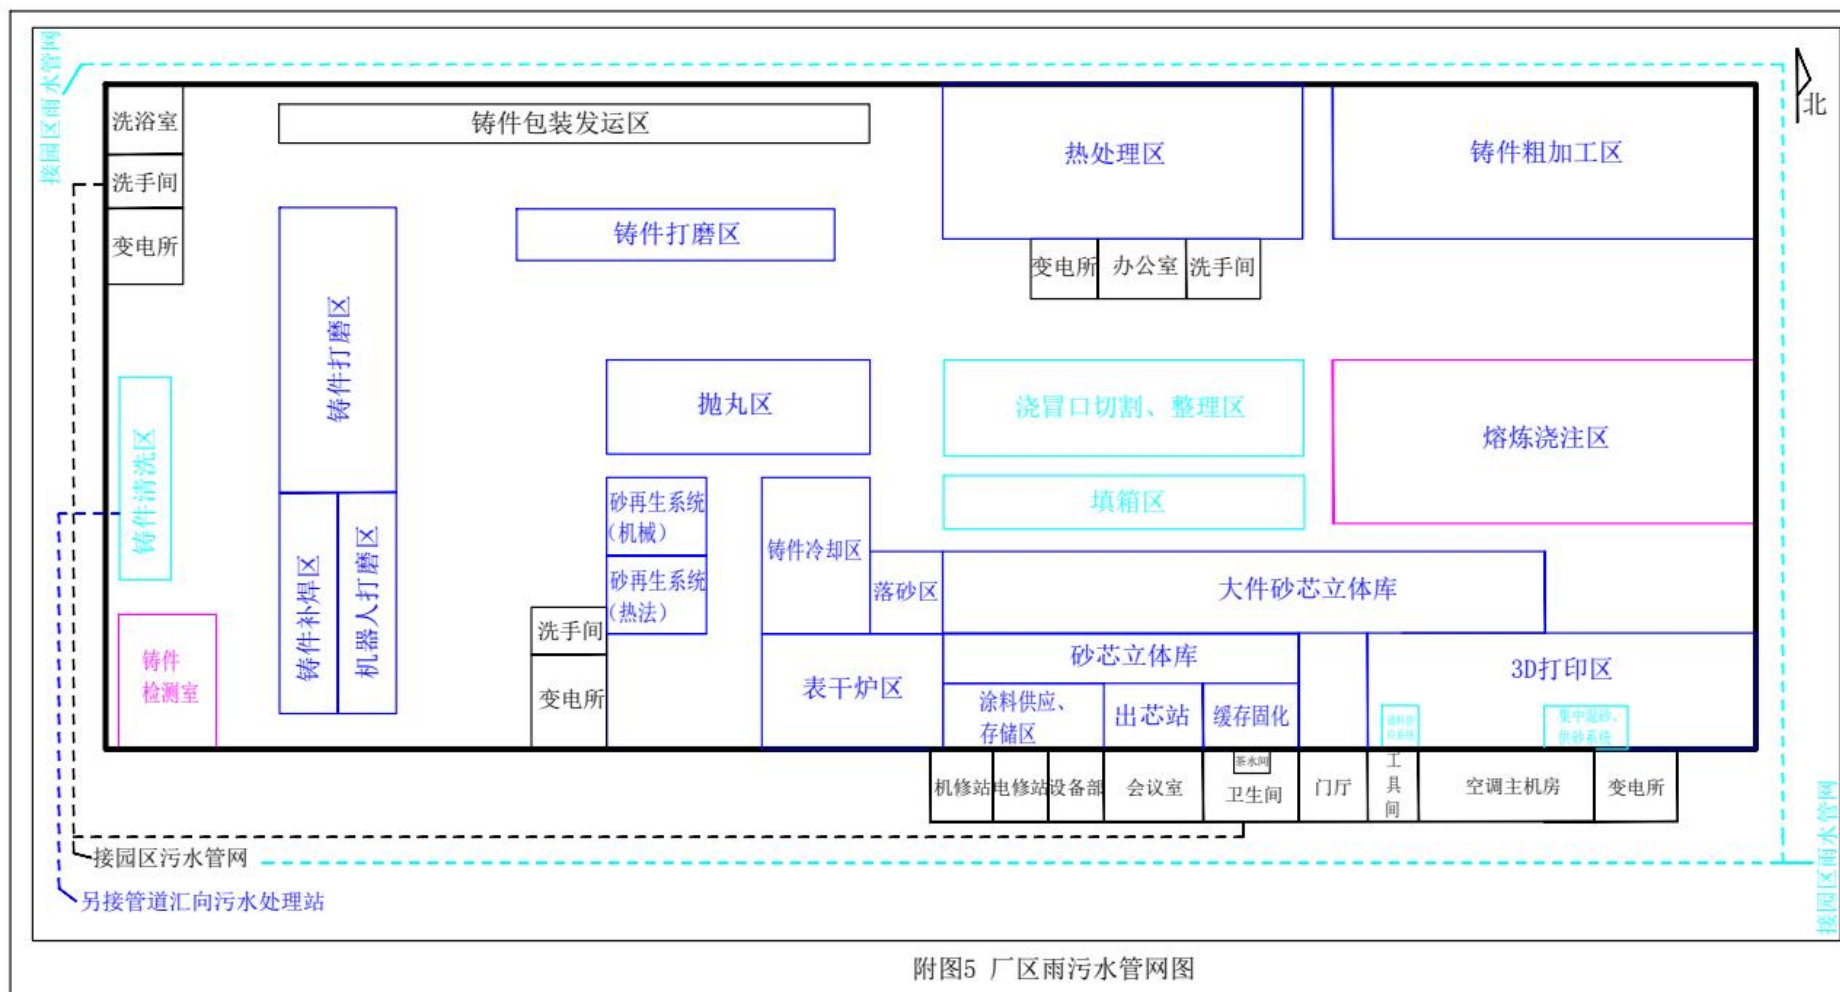 接园区雨水管网
北
洗浴室
铸件包装发运区
热处理区
铸件粗加工区
洗手间
变电所
铸件打磨区
铸件打磨区
变电所
办公室
洗手间
抛丸区
浇冒口切割、整理区
熔炼浇注区
铸件清洗区
填箱区
砂再生系统
(机械)
铸件冷却区
砂再生系统
(热法)
落砂区
大件砂芯立体库
铸件补焊区
机器人打磨区
洗手间
变电所
铸件
检测室
砂芯立体库
3D打印区
表干炉区
涂料供应、
存储区
出芯站
缓存固化
集中混砂、
供砂系统
机修站
电修站
设备部
会议室
茶水间
卫生间
门厅
工
具
间
空调主机房
变电所
接园区污水管网
另接管道汇向污水处理站
接园区雨水管网
附图5 厂区雨污水管网图